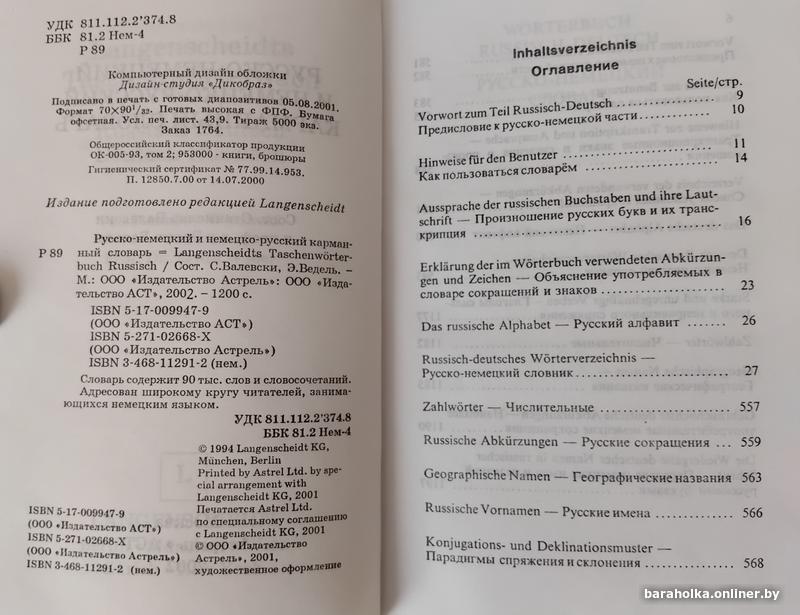 УДК 811.112.2’374.8
ББК 81.2 Нем-4
Р 89
Компьютерный дизайн обложки
Дизайн-студия «Дикобраз»
Подписано в печать с готовых диапозитивов 05.08.2001.
Формат 70×90¹/₃₂. Печать высокая с ФПФ. Бумага
офсетная. Усл. печ. лист. 43,9. Тираж 5000 экз.
Заказ 1764.
Общероссийский классификатор продукции
ОК-005-93, том 2; 953000 - книги, брошюры
Гигиенический сертификат № 77.99.14.953.
П. 12850.7.00 от 14.07.2000
Издание подготовлено редакцией Langenscheidt
Русско-немецкий и немецко-русский карман-
Р 89 ный словарь = Langenscheidts Taschenwörter-
buch Russisch / Сост. С.Валевски, Э.Ведель. –
М.: ООО «Издательство Астрель»: ООО «Изда-
тельство АСТ», 2002. – 1200 с.
ISBN 5-17-009947-9
(ООО «Издательство АСТ»)
ISBN 5-271-02668-X
(ООО «Издательство Астрель»)
ISBN 3-468-11291-2 (нем.)
Словарь содержит 90 тыс. слов и словосочетаний.
Адресован широкому кругу читателей, занима-
ющихся немецким языком.
УДК 811.112.2’374.8
ББК 81.2 Нем-4
© 1994 Langenscheidt KG,
München, Berlin
Printed by Astrel Ltd. by spe-
cial arrangement with
Langenscheidt KG, 2001
Печатается Astrel Ltd.
по специальному соглашению
с Langenscheidt KG, 2001
© ООО «Издательство
Астрель», 2001,
художественное оформление
ISBN 5-17-009947-9
(ООО «Издательство АСТ»)
ISBN 5-271-02668-X
(ООО «Издательство Астрель»)
ISBN 3-468-11291-2 (нем.)
Inhaltsverzeichnis
Оглавление
Seite/стр.
Vorwort zum Teil Russisch-Deutsch ............... 9
Предисловие к русско-немецкой части ............... 10
Hinweise für den Benutzer ............... 11
Как пользоваться словарём ............... 14
Aussprache der russischen Buchstaben und ihre Laut-
schrift — Произношение русских букв и их транс-
крипция ............... 16
Erklärung der im Wörterbuch verwendeten Abkürzun-
gen und Zeichen — Объяснение употребляемых в
словаре сокращений и знаков ............... 23
Das russische Alphabet — Русский алфавит ....... 26
Russisch-deutsches Wörterverzeichnis —
Русско-немецкий словник ............... 27
Zahlwörter — Числительные ............... 557
Russische Abkürzungen — Русские сокращения ... 559
Geographische Namen — Географические названия 563
Russische Vornamen — Русские имена ............... 566
Konjugations- und Deklinationsmuster —
Парадигмы спряжения и склонения ............... 568
baraholka.onliner.by